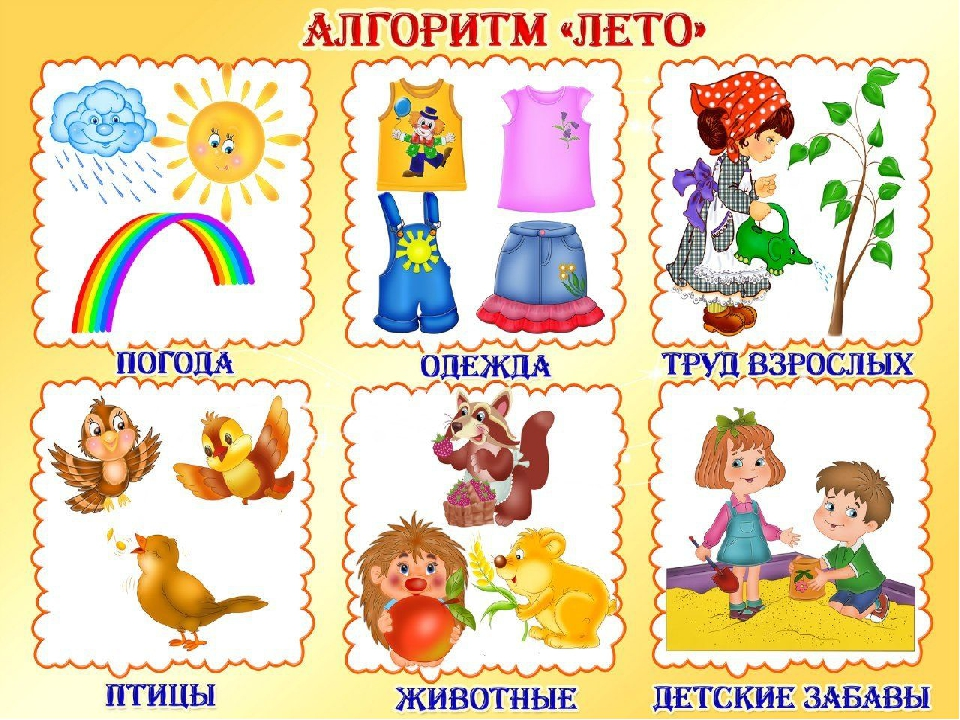 АЛГОРИТМ «ЛЕТО»
ПОГОДА
ОДЕЖДА
ТРУД ВЗРОСЛЫХ
ПТИЦЫ
ЖИВОТНЫЕ
ДЕТСКИЕ ЗАБАВЫ